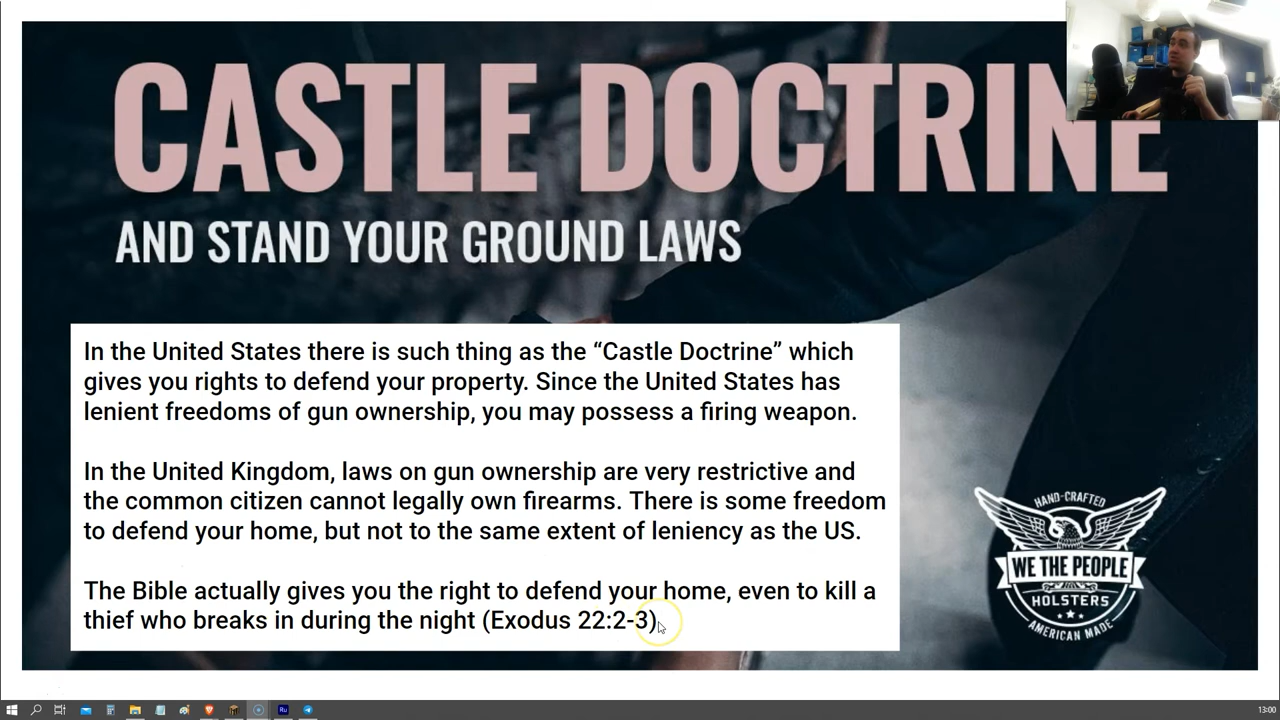 CASTLE DOCTRINE
AND STAND YOUR GROUND LAWS
In the United States there is such thing as the “Castle Doctrine” which
gives you rights to defend your property. Since the United States has
lenient freedoms of gun ownership, you may possess a firing weapon.
In the United Kingdom, laws on gun ownership are very restrictive and
the common citizen cannot legally own firearms. There is some freedom
to defend your home, but not to the same extent of leniency as the US.
The Bible actually gives you the right to defend your home, even to kill a
thief who breaks in during the night (Exodus 22:2-3)
HAND-CRAFTED
WE THE PEOPLE
HOLSTERS
AMERICAN MADE
Ru
13:00